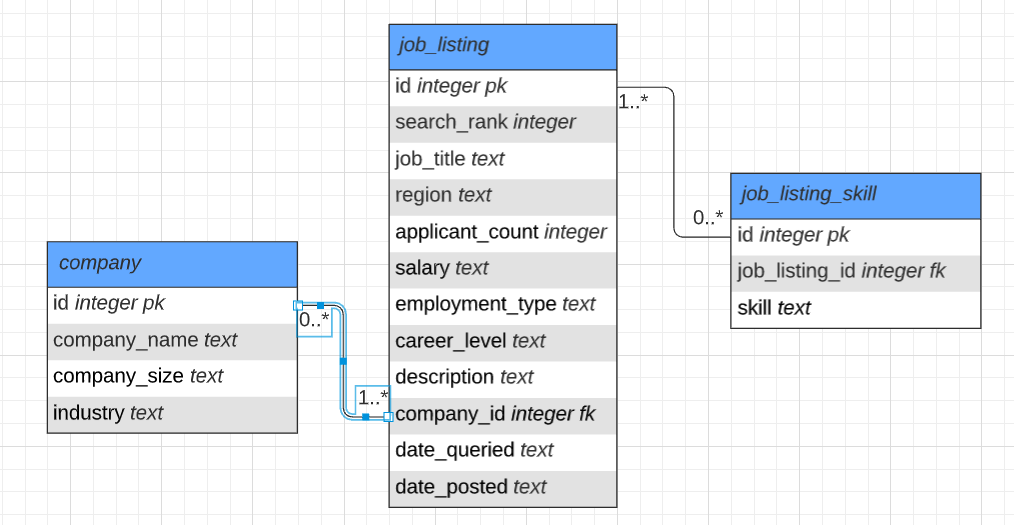 job_listing
id integer pk
search_rank integer
job_title text
region text
applicant_count integer
salary text
employment_type text
career_level text
description text
company_id integer fk
date_queried text
date_posted text
1..*
0..*
job_listing_skill
id integer pk
job_listing_id integer fk
skill text
company
id integer pk
company_name text
company_size text
industry text
0..*
1..*